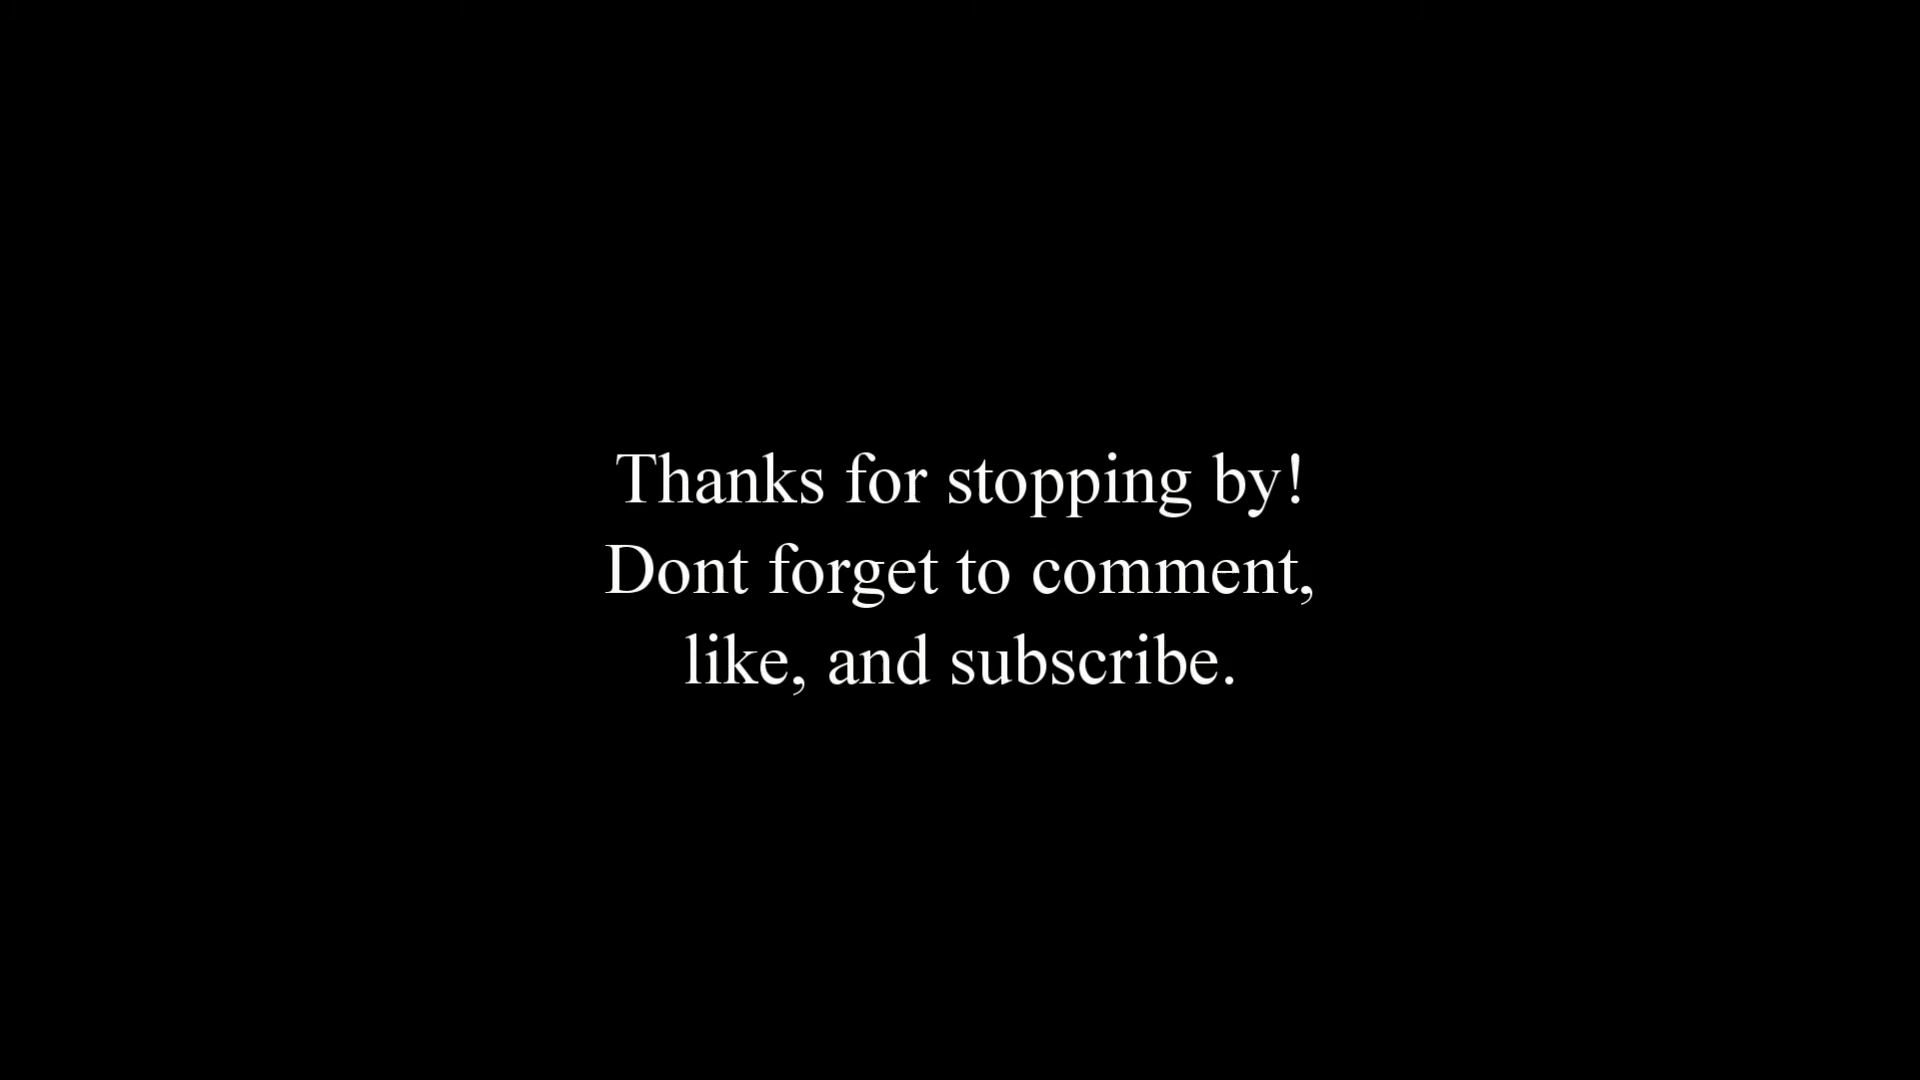 Thanks for stopping by!
Dont forget to comment,
like, and subscribe.